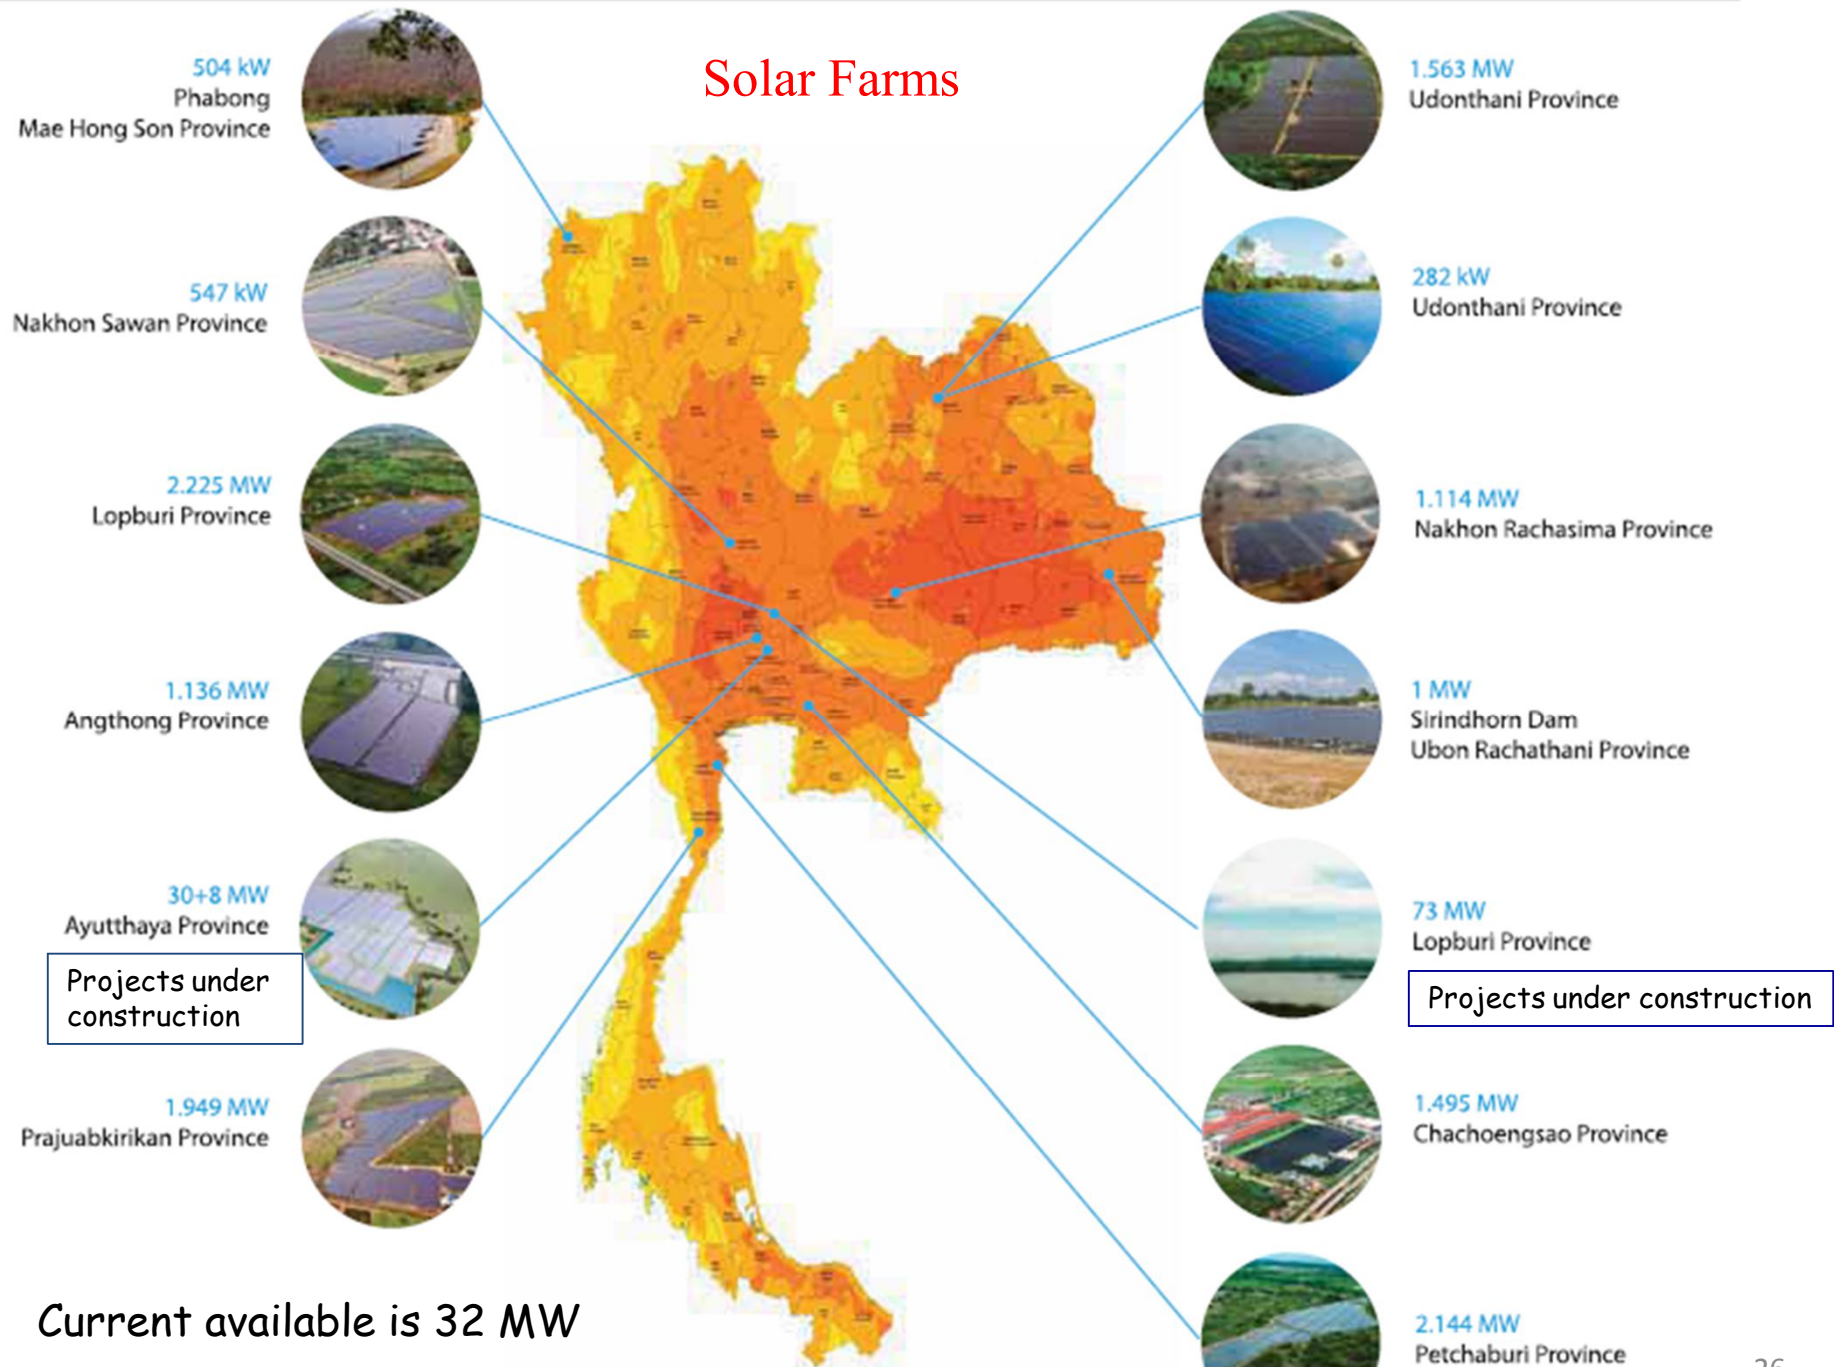 Solar Farms
504 kW
Phabong
Mae Hong Son Province
547 kW
Nakhon Sawan Province
2.225 MW
Lopburi Province
1.136 MW
Angthong Province
30+8 MW
Ayutthaya Province
Projects under
construction
1.949 MW
Prajuabkirikan Province
Current available is 32 MW
1.563 MW
Udonthani Province
282 kW
Udonthani Province
1.114 MW
Nakhon Rachasima Province
1 MW
Sirindhorn Dam
Ubon Rachathani Province
73 MW
Lopburi Province
Projects under construction
1.495 MW
Chachoengsao Province
2.144 MW
Petchaburi Province